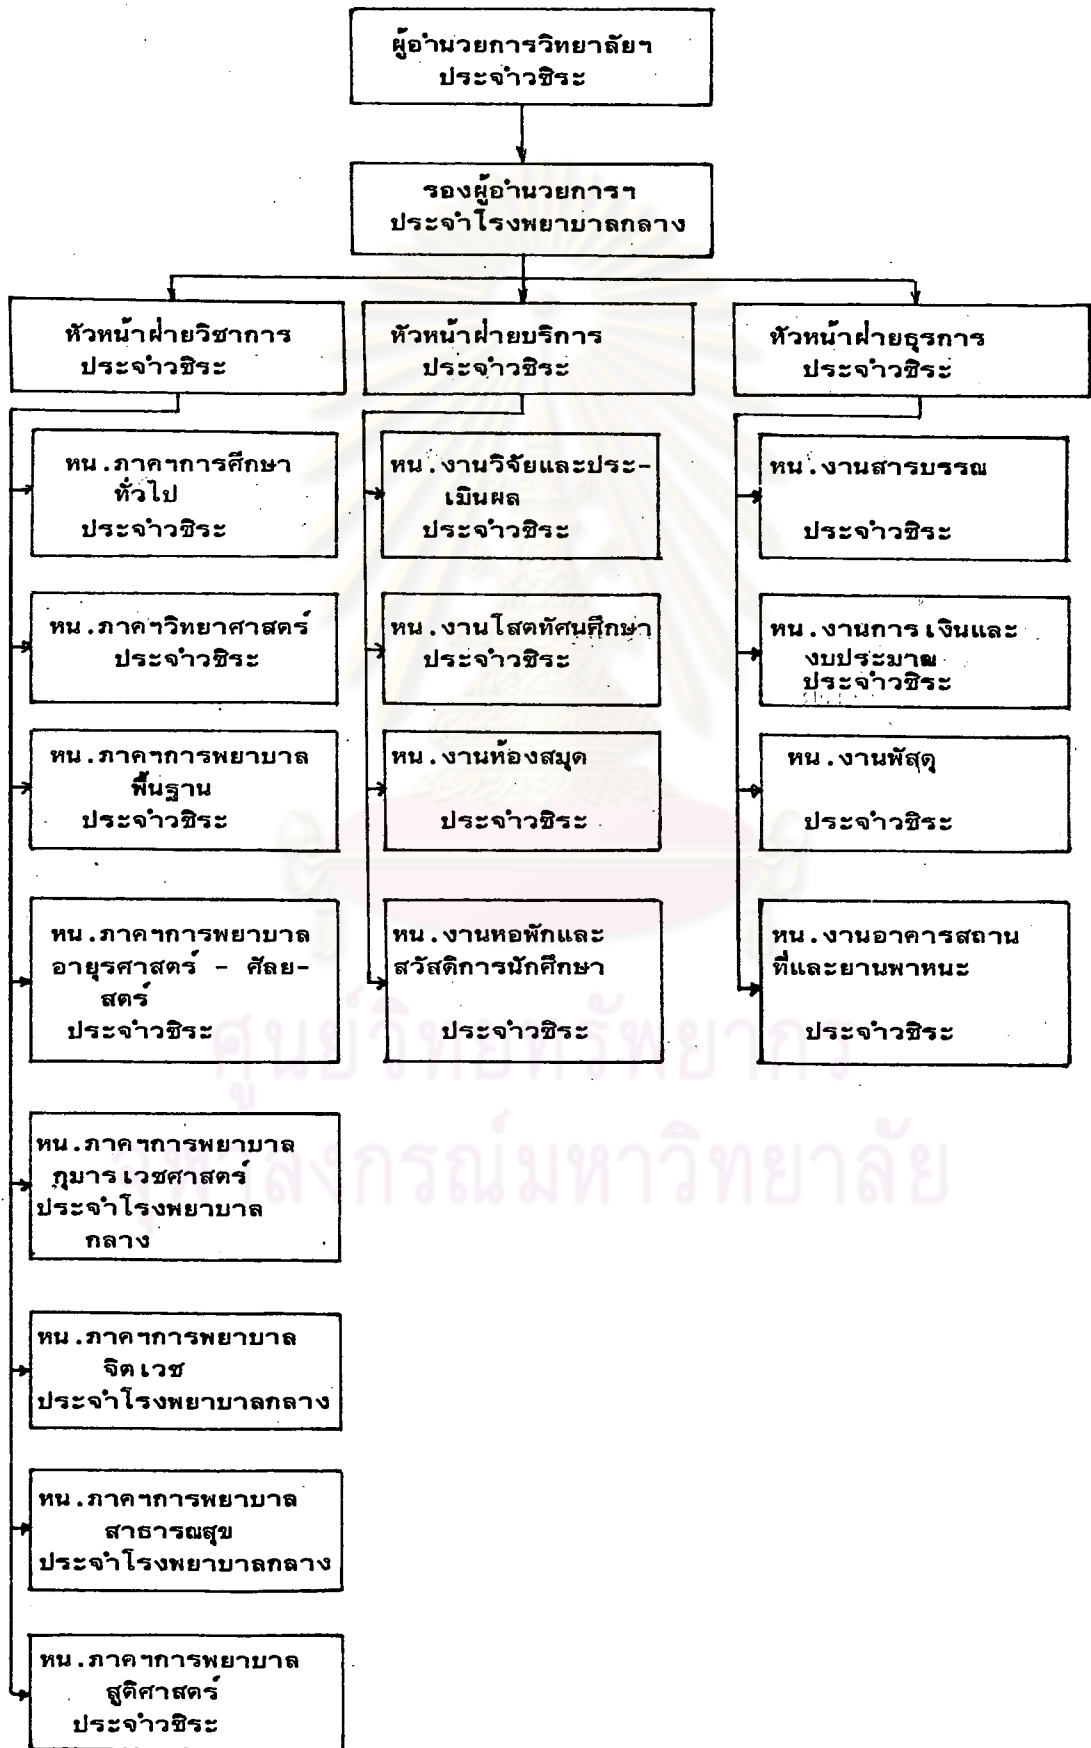 ผู้อำนวยการวิทยาลัยฯ
ประจำวชิระ
รองผู้อำนวยการฯ
ประจำโรงพยาบาลกลาง
หัวหน้าฝ่ายวิชาการ
ประจำวชิระ
หน.ภาคฯการศึกษา
ทั่วไป
ประจำวชิระ
หน.ภาคฯวิทยาศาสตร์
ประจำวชิระ
หน.ภาคฯการพยาบาล
พื้นฐาน
ประจำวชิระ
หน.ภาคฯการพยาบาล
อายุรศาสตร์ - ศัลย-
สตร์
ประจำวชิระ
หน.ภาคฯการพยาบาล
กุมารเวชศาสตร์
ประจำโรงพยาบาล
กลาง
หน.ภาคฯการพยาบาล
จิตเวช
ประจำโรงพยาบาลกลาง
หน.ภาคฯการพยาบาล
สาธารณสุข
ประจำโรงพยาบาลกลาง
หน.ภาคฯการพยาบาล
สูติศาสตร์
ประจำวชิระ
หัวหน้าฝ่ายบริการ
ประจำวชิระ
หน.งานวิจัยและประ-
เมินผล
ประจำวชิระ
หน.งานโสตทัศนศึกษา
ประจำวชิระ
หน.งานห้องสมุด
ประจำวชิระ
หน.งานหอพักและ
สวัสดิการนักศึกษา
ประจำวชิระ
หัวหน้าฝ่ายธุรการ
ประจำวชิระ
หน.งานสารบรรณ
ประจำวชิระ
หน.งานการเงินและ
งบประมาณ
ประจำวชิระ
หน.งานพัสดุ
ประจำวชิระ
หน.งานอาคารสถาน
ที่และยานพาหนะ
ประจำวชิระ
ศูนย์วิทยทรัพยากร
จุฬาลงกรณ์มหาวิทยาลัย